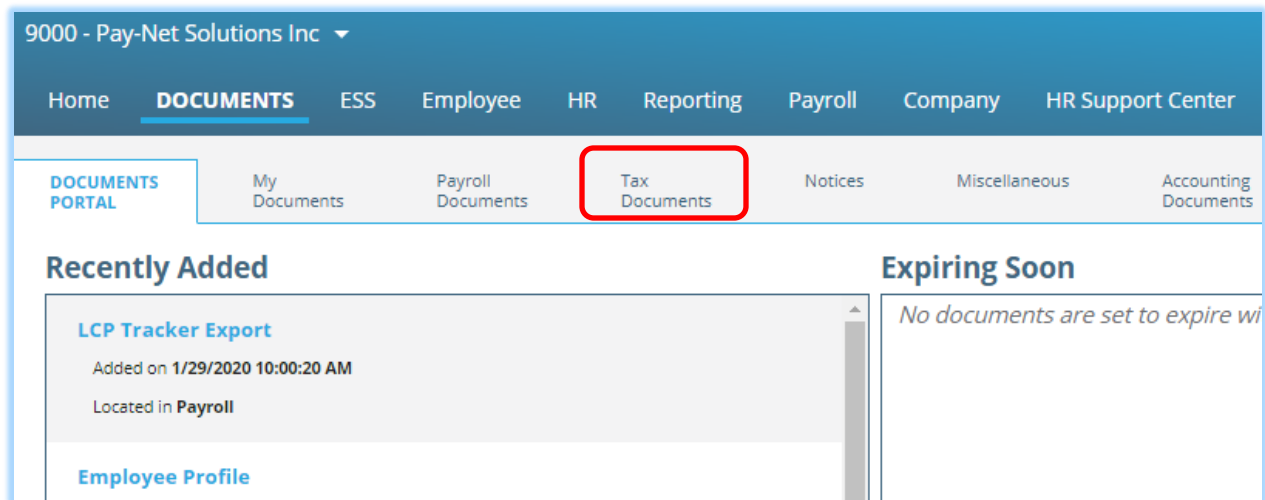 9000 - Pay-Net Solutions Inc
Home DOCUMENTS ESS Employee HR Reporting Payroll Company HR Support Center
DOCUMENTS PORTAL
My Documents
Payroll Documents
Tax Documents
Notices
Miscellaneous
Accounting Documents
Recently Added
LCP Tracker Export
Added on 1/29/2020 10:00:20 AM
Located in Payroll
Employee Profile
Expiring Soon
No documents are set to expire wi